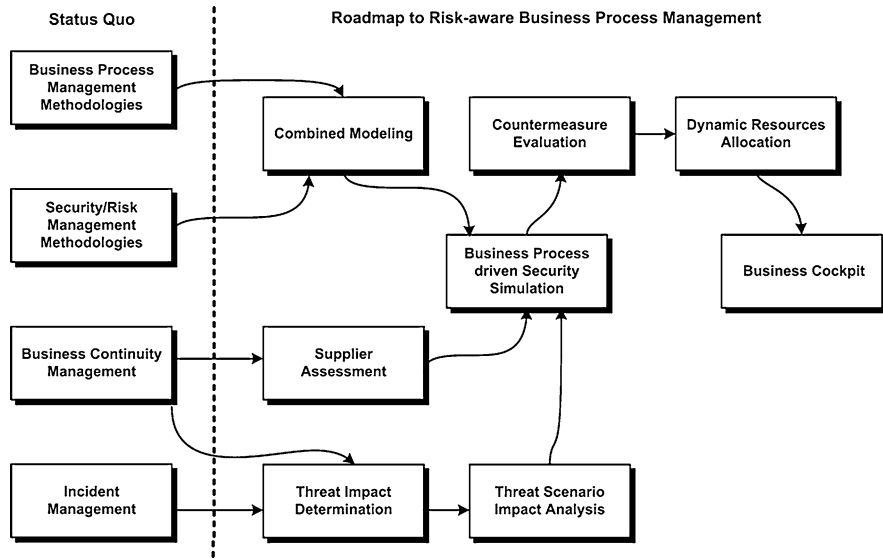 Status Quo
Roadmap to Risk-aware Business Process Management
Business Process
Management
Methodologies
Combined Modeling
Countermeasure
Evaluation
Dynamic Resources
Allocation
Security/Risk
Management
Methodologies
Business Process
driven Security
Simulation
Business Cockpit
Business Continuity
Management
Supplier
Assessment
Incident
Management
Threat Impact
Determination
Threat Scenario
Impact Analysis